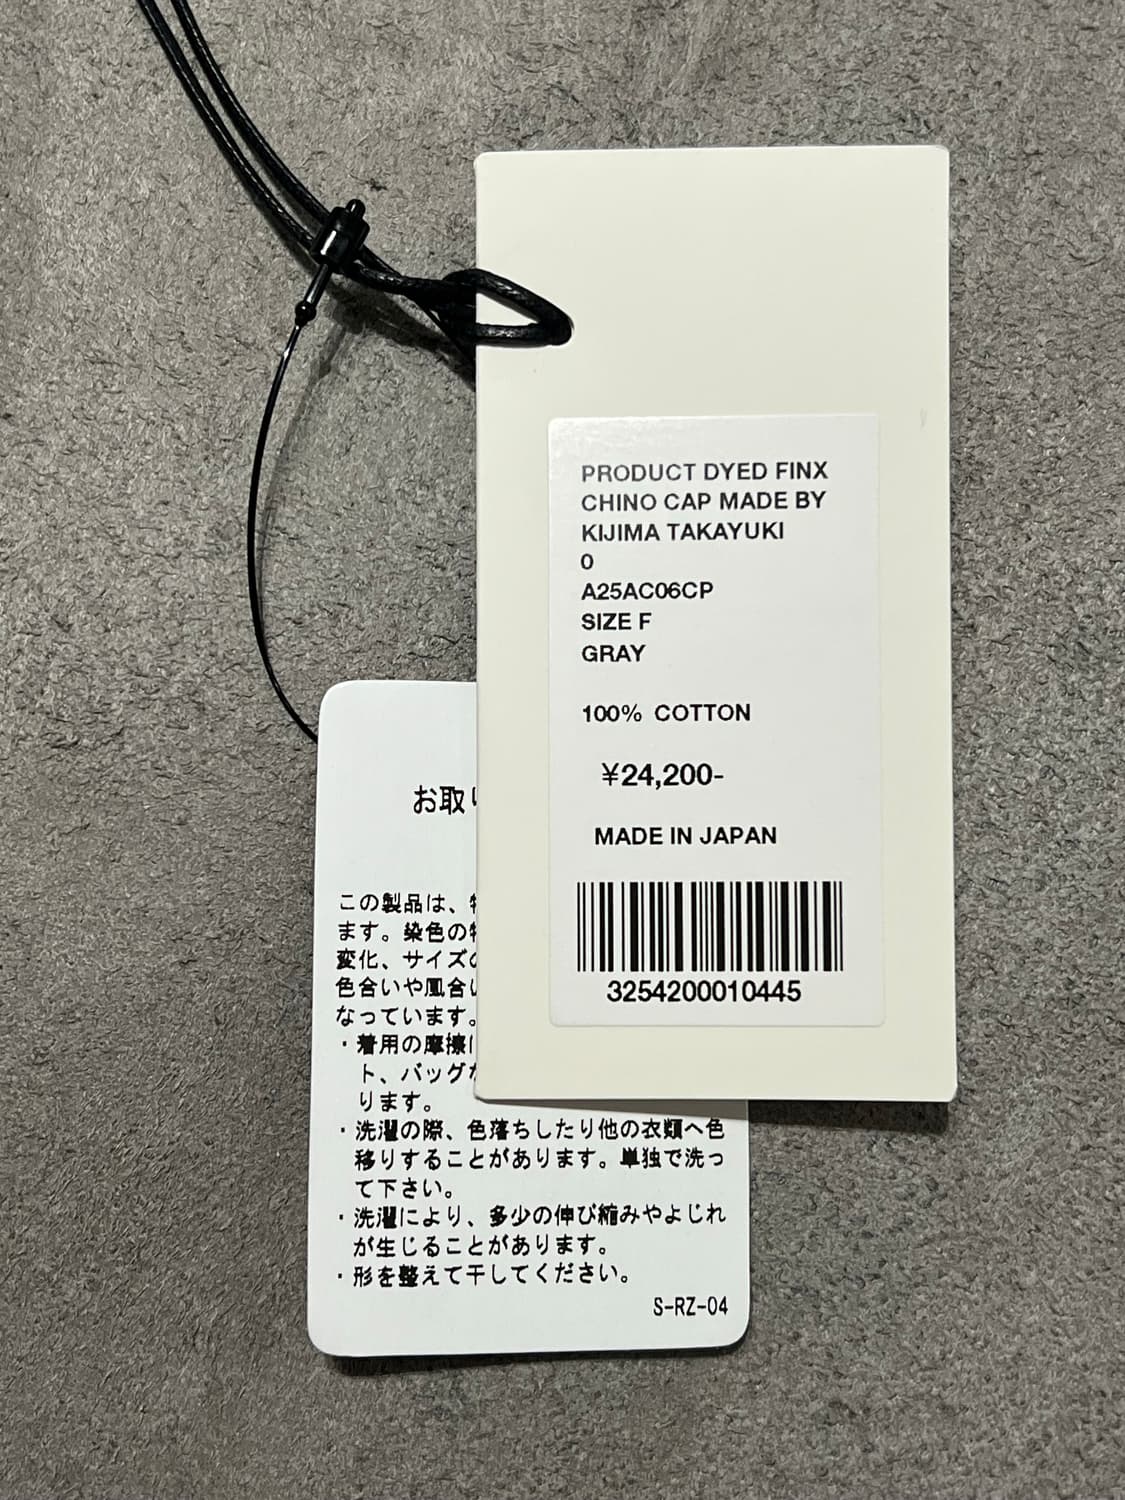 PRODUCT DYED FINX
CHINO CAP MADE BY
KIJIMA TAKAYUKI
0
A25AC06CP
SIZE F
GRAY
100% COTTON
¥24,200-
MADE IN JAPAN
3254200010445
お取り
この製品は、
ます。染色の
変化、サイズの
色合いや風合い
なっています。
・着用の摩擦に
ト、バッグな
ります。
・洗濯の際、色落ちしたり他の衣類へ色
移りすることがあります。単独で洗っ
て下さい。
・洗濯により、多少の伸び縮みやよじれ
が生じることがあります。
・形を整えて干してください。
S-RZ-04